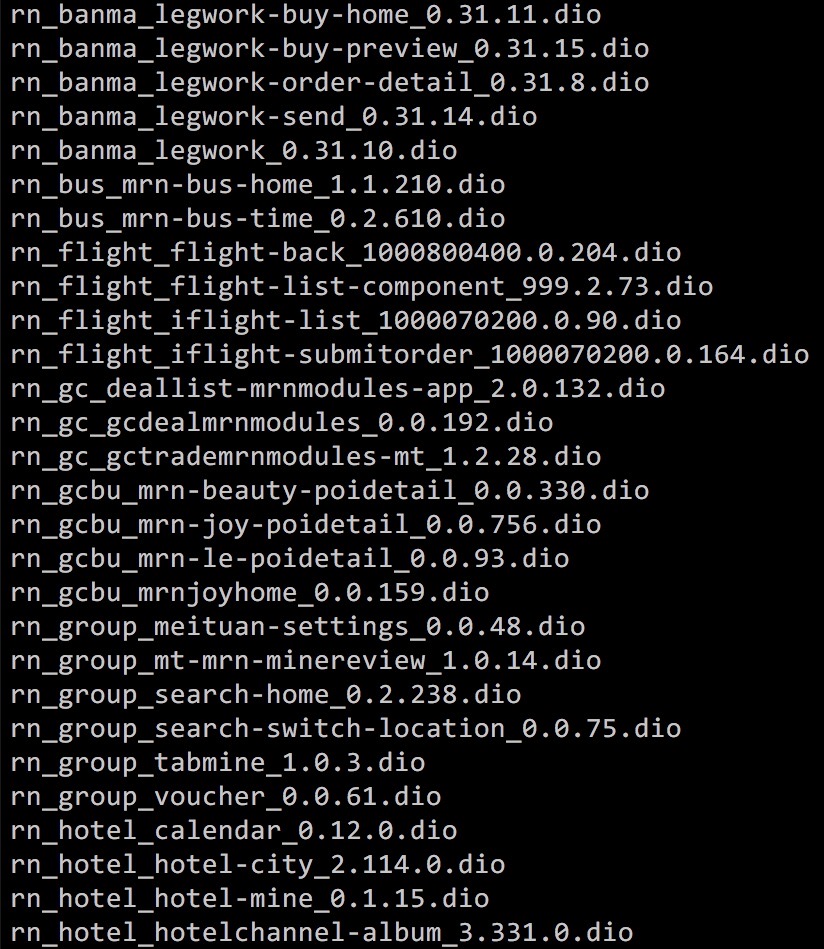 rn_banma_legwork-buy-home_0.31.11.dio
rn_banma_legwork-buy-preview_0.31.15.dio
rn_banma_legwork-order-detail_0.31.8.dio
rn_banma_legwork-send_0.31.14.dio
rn_banma_legwork_0.31.10.dio
rn_bus_mrn-bus-home_1.1.210.dio
rn_bus_mrn-bus-time_0.2.610.dio
rn_flight_flight-back_1000800400.0.204.dio
rn_flight_flight-list-component_999.2.73.dio
rn_flight_iflight-list_1000070200.0.90.dio
rn_flight_iflight-submitorder_1000070200.0.164.dio
rn_gc_deallist-mrnmodules-app_2.0.132.dio
rn_gc_gcdealmrnmodules_0.0.192.dio
rn_gc_gctrademrnmodules-mt_1.2.28.dio
rn_gcbu_mrn-beauty-poidetail_0.0.330.dio
rn_gcbu_mrn-joy-poidetail_0.0.756.dio
rn_gcbu_mrn-le-poidetail_0.0.93.dio
rn_gcbu_mrnjoyhome_0.0.159.dio
rn_group_meituan-settings_0.0.48.dio
rn_group_mt-mrn-minereview_1.0.14.dio
rn_group_search-home_0.2.238.dio
rn_group_search-switch-location_0.0.75.dio
rn_group_tabmine_1.0.3.dio
rn_group_voucher_0.0.61.dio
rn_hotel_calendar_0.12.0.dio
rn_hotel_hotel-city_2.114.0.dio
rn_hotel_hotel-mine_0.1.15.dio
rn_hotel_hotelchannel-album_3.331.0.dio